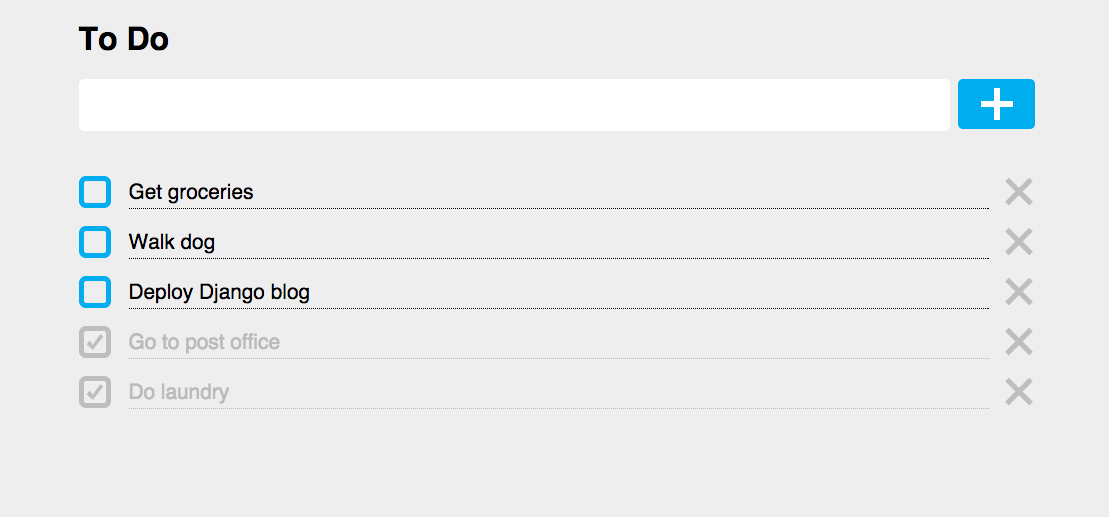 To Do
Get groceries
Walk dog
Deploy Django blog
Go to post office
Do laundry